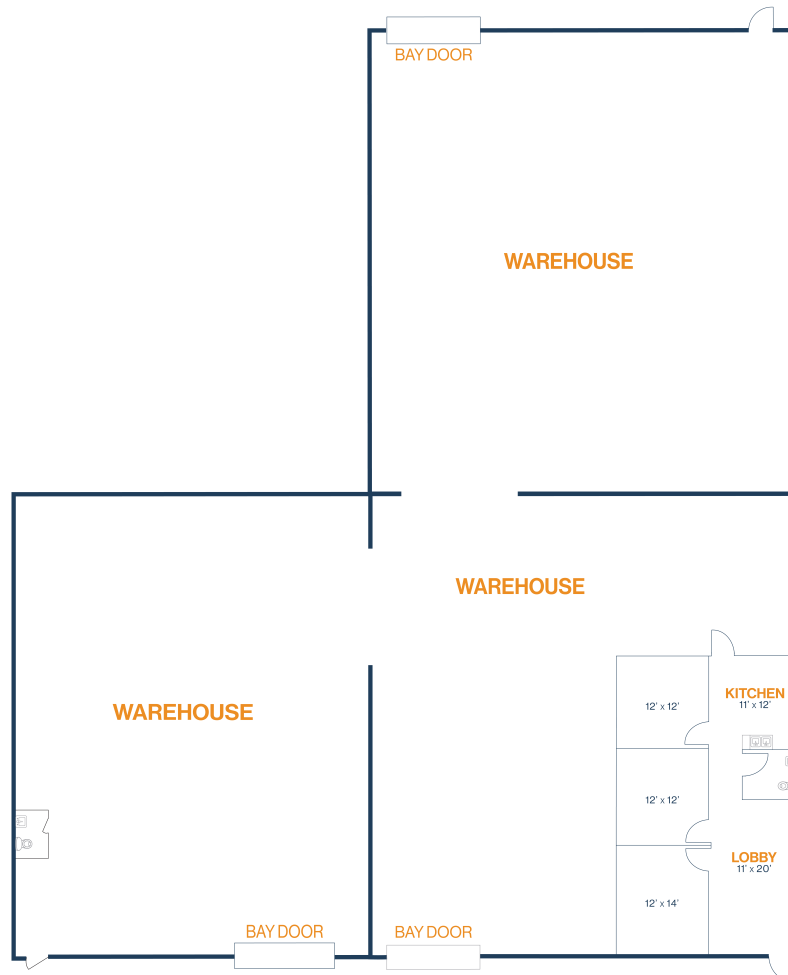 BAY DOOR
WAREHOUSE
WAREHOUSE
WAREHOUSE
KITCHEN
11' x 12'
12' x 12'
12' x 12'
LOBBY
11' x 20'
12' x 14'
BAY DOOR
BAY DOOR